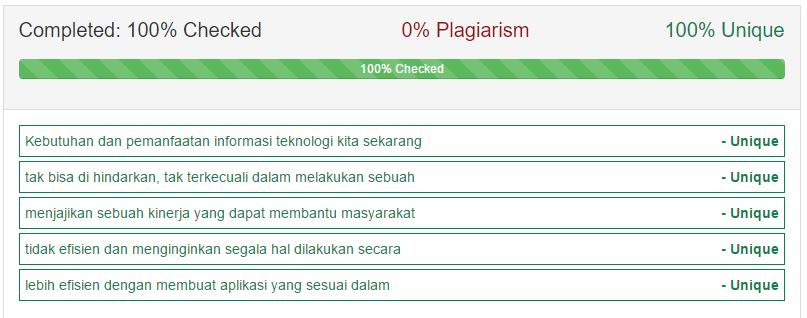 Completed: 100% Checked 0% Plagiarism 100% Unique
100% Checked
Kebutuhan dan pemanfaatan informasi teknologi kita sekarang - Unique
tak bisa di hindarkan, tak terkecuali dalam melakukan sebuah - Unique
menjajikan sebuah kinerja yang dapat membantu masyarakat - Unique
tidak efisien dan menginginkan segala hal dilakukan secara - Unique
lebih efisien dengan membuat aplikasi yang sesuai dalam - Unique